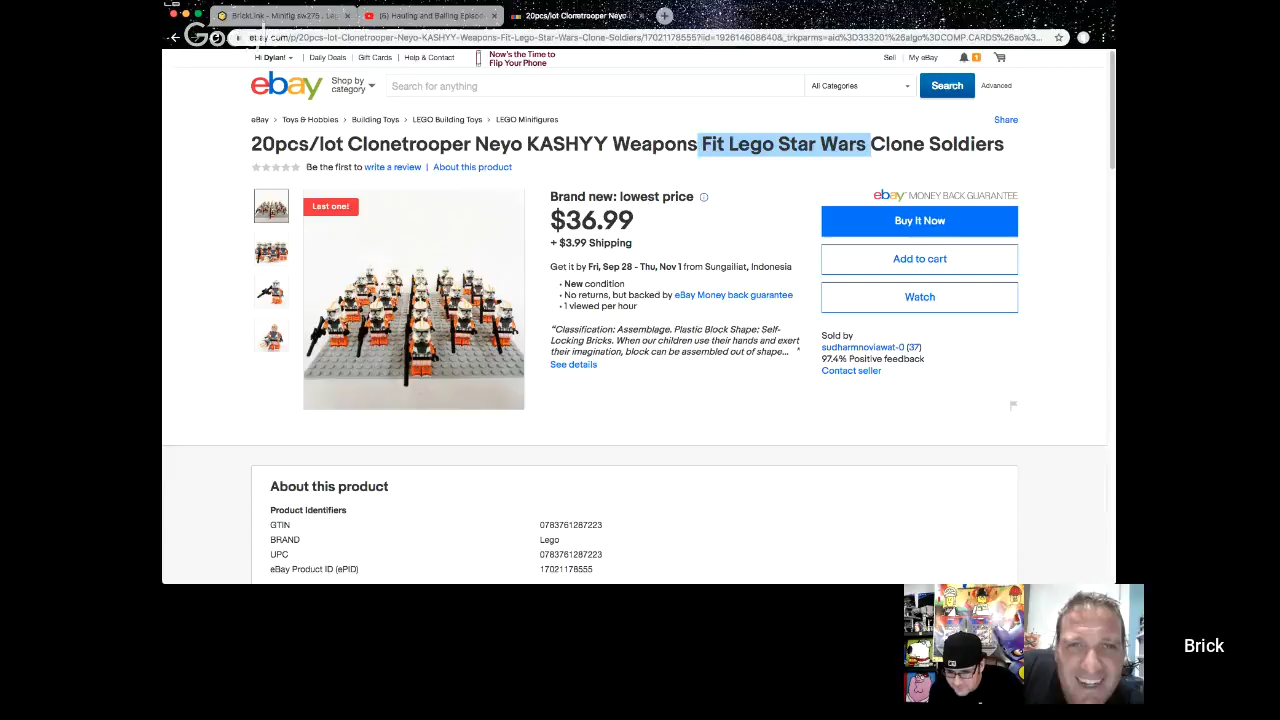 BrickLink - Minifig sw275 : Leg
(6) Hauling and Bailing Episode
20pcs/lot Clonetrooper Neyo
ebay.com/p/20pcs-lot-Clonetrooper-Neyo-KASHYY-Weapons-Fit-Lego-Star-Wars-Clone-Soldiers/17021178555?iid=192614608640&_trkparms=aid%3D333201%26algo%3DCOMP.CARDS%26ao%3...
Hi Dylan! Daily Deals Gift Cards Help & Contact Now's the Time to Flip Your Phone Sell My eBay 1
ebay Shop by category Search for anything All Categories Search Advanced
eBay > Toys & Hobbies > Building Toys > LEGO Building Toys > LEGO Minifigures Share
20pcs/lot Clonetrooper Neyo KASHYY Weapons Fit Lego Star Wars Clone Soldiers
Be the first to write a review | About this product
Last one!
Brand new: lowest price
$36.99
+ $3.99 Shipping
Get it by Fri, Sep 28 - Thu, Nov 1 from Sungailiat, Indonesia
• New condition
• No returns, but backed by eBay Money back guarantee
• 1 viewed per hour
"Classification: Assemblage. Plastic Block Shape: Self-
Locking Bricks. When our children use their hands and exert
their imagination, block can be assembled out of shape... "
See details
ebay MONEY BACK GUARANTEE
Buy It Now
Add to cart
Watch
Sold by
sudharmnoviawat-0 (37)
97.4% Positive feedback
Contact seller
About this product
Product Identifiers
GTIN 0783761287223
BRAND Lego
UPC 0783761287223
eBay Product ID (ePID) 17021178555
Brick